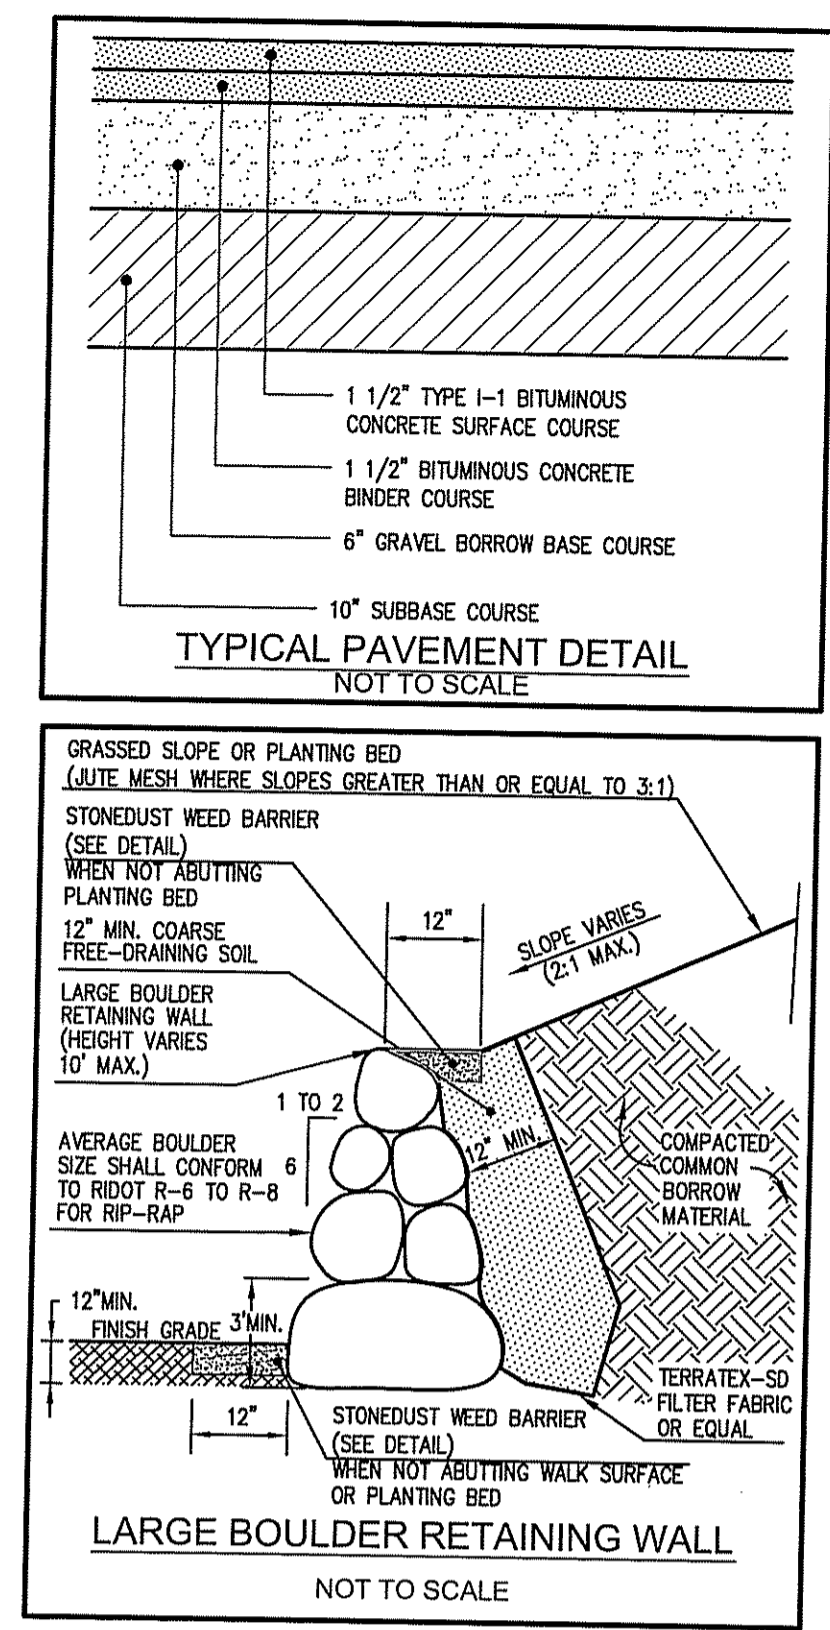 1 1/2" TYPE I-1 BITUMINOUS
CONCRETE SURFACE COURSE
1 1/2" BITUMINOUS CONCRETE
BINDER COURSE
6" GRAVEL BORROW BASE COURSE
10" SUBBASE COURSE
TYPICAL PAVEMENT DETAIL
NOT TO SCALE
GRASSED SLOPE OR PLANTING BED
(JUTE MESH WHERE SLOPES GREATER THAN OR EQUAL TO 3:1)
STONEDUST WEED BARRIER
(SEE DETAIL)
WHEN NOT ABUTTING
PLANTING BED
12" MIN. COARSE
FREE-DRAINING SOIL
LARGE BOULDER
RETAINING WALL
(HEIGHT VARIES
10' MAX.)
12"
SLOPE VARIES
(2:1 MAX.)
1 TO 2
6
AVERAGE BOULDER
SIZE SHALL CONFORM
TO RIDOT R-6 TO R-8
FOR RIP-RAP
12" MIN.
COMPACTED
COMMON
BORROW
MATERIAL
12"MIN.
FINISH GRADE
3'MIN.
12"
STONEDUST WEED BARRIER
(SEE DETAIL)
WHEN NOT ABUTTING WALK SURFACE
OR PLANTING BED
TERRATEX-SD
FILTER FABRIC
OR EQUAL
LARGE BOULDER RETAINING WALL
NOT TO SCALE